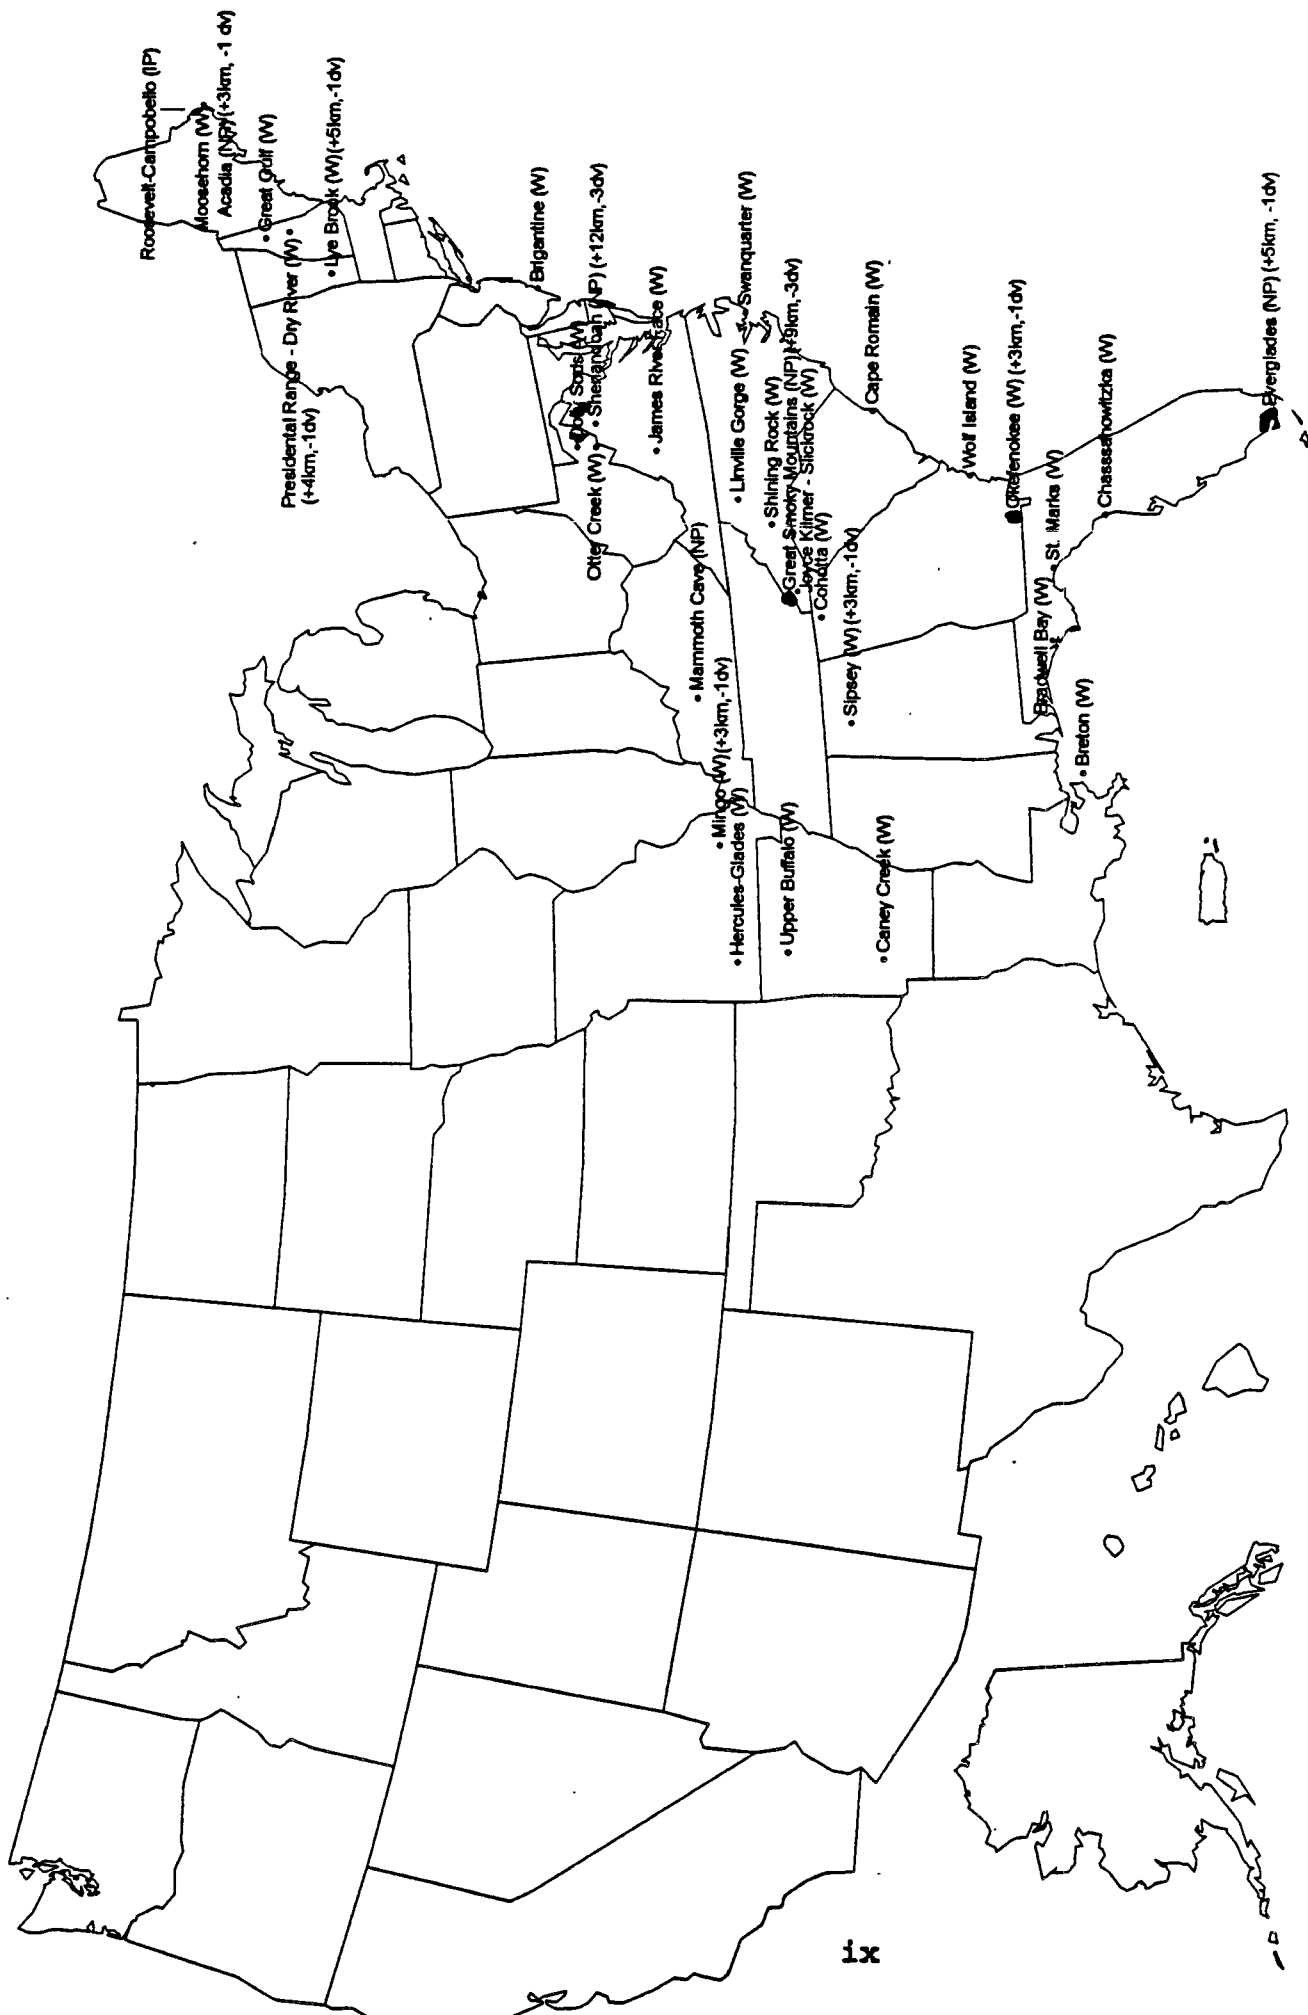 Roosevelt-Campobello (IP)
Moosehorn (W)
Acadia (NP) (+3km, -1 dv)
Great Gulf (W)
Presidental Range - Dry River (W)
(+4km,-1dv)
Lye Brook (W) (+5km,-1dv)
Brigantine (W)
Dolly Sods (W)
Otter Creek (W)
Shenandoah (NP) (+12km,-3dv)
James River Face (W)
Mammoth Cave (NP)
Mingo (W) (+3km,-1dv)
Hercules-Glades (W)
Upper Buffalo (W)
Caney Creek (W)
Swanquarter (W)
Linville Gorge (W)
Shining Rock (W)
Great Smoky Mountains (NP) (+9km,-3dv)
Joyce Kilmer - Slickrock (W)
Cohotta (W)
Sipsey (W) (+3km,-1dv)
Cape Romain (W)
Wolf Island (W)
Okefenokee (W) (+3km,-1dv)
St. Marks (W)
Bradwell Bay (W)
Breton (W)
Chasssahowitzka (W)
Everglades (NP) (+5km, -1dv)
ix